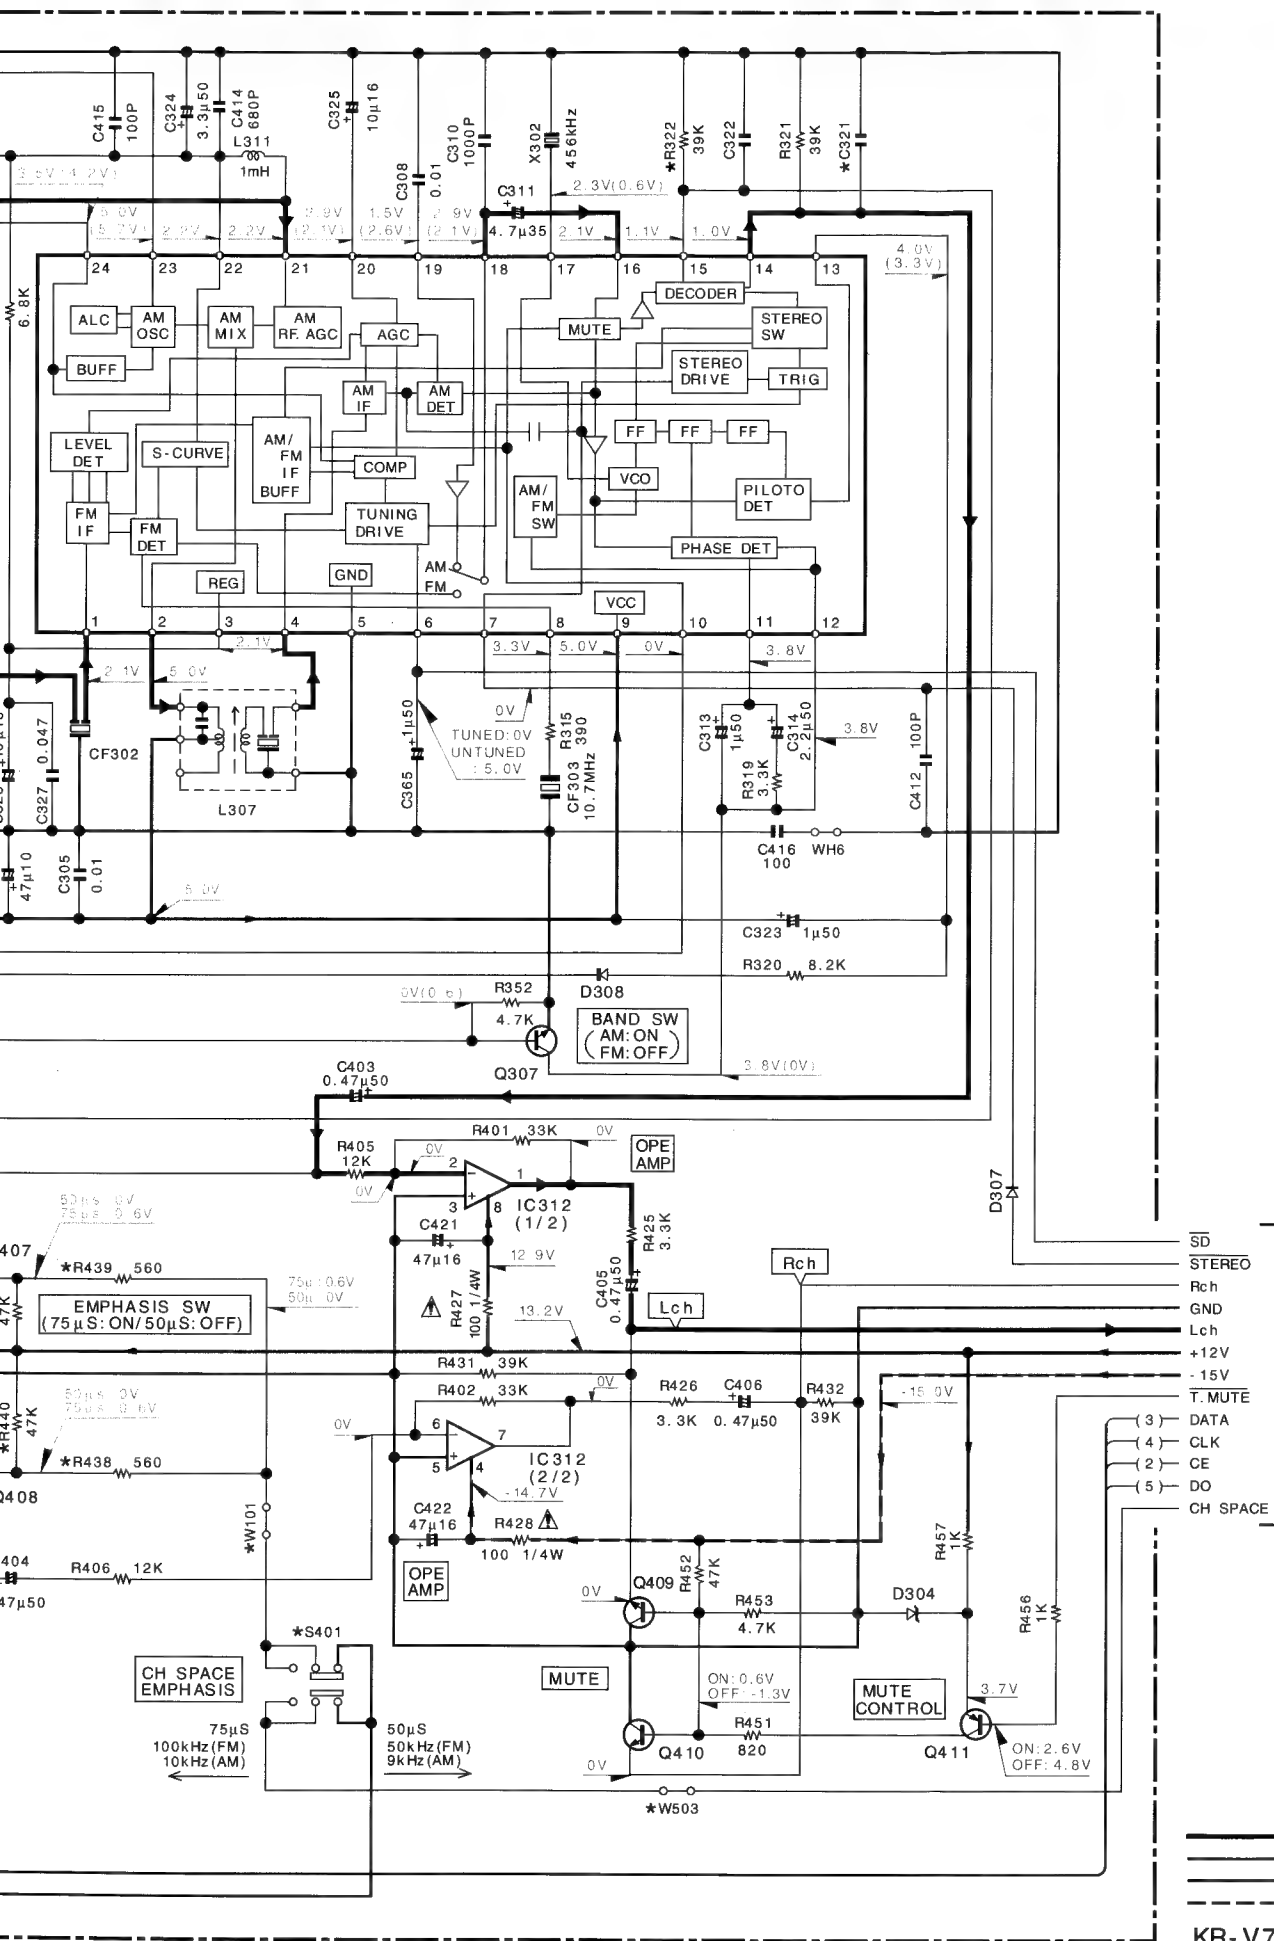 C415
100P
C324
3.3μ50
C414
680P
L311
1mH
C325
10μ16
C308
0.01
C310
1000P
X302
456kHz
*R322
39K
C322
R321
39K
*C321
2.3V(0.6V)
C311
4.7μ35
5.0V
(5.7V)
2.2V
2.2V
2.9V
(2.1V)
1.5V
(2.6V)
2.9V
(2.1V)
2.1V
1.1V
1.0V
4.0V
(3.3V)
24
23
22
21
20
19
18
17
16
15
14
13
6.8K
ALC
AM
OSC
AM
MIX
AM
RF. AGC
AGC
MUTE
DECODER
STEREO
SW
BUFF
STEREO
DRIVE
TRIG
AM
IF
AM
DET
LEVEL
DET
S-CURVE
AM/
FM
IF
BUFF
COMP
FF
FF
FF
VCO
AM/
FM
SW
PILOTO
DET
FM
IF
FM
DET
TUNING
DRIVE
PHASE DET
REG
GND
AM
FM
VCC
1
2
3
4
5
6
7
8
9
10
11
12
2.1V
5.0V
2.1V
3.3V
5.0V
0V
3.8V
0.047
C327
CF302
L307
1μ50
C365
0V
TUNED:0V
UNTUNED
:5.0V
R315
390
CF303
10.7MHz
C313
1μ50
C314
2.2μ50
R319
3.3K
3.8V
100P
C412
C416
100
WH6
47μ10
C305
0.01
5.0V
C323
1μ50
R320
8.2K
D308
R352
4.7K
BAND SW
(AM:ON
FM:OFF)
Q307
3.8V(0V)
C403
0.47μ50
R401
33K
0V
OPE
AMP
R405
12K
0V
0V
2
3
1
8
IC312
(1/2)
C421
47μ16
12.9V
R427
100 1/4W
R425
3.3K
C405
0.47μ50
Rch
Lch
D307
SD
STEREO
Rch
GND
Lch
+12V
-15V
T.MUTE
(3) DATA
(4) CLK
(2) CE
(5) DO
CH SPACE
*R439
560
75μ:0.6V
50μ:0V
EMPHASIS SW
(75μS:ON/50μS:OFF)
47K
13.2V
R431
39K
R402
33K
0V
0V
6
5
7
4
IC312
(2/2)
-14.7V
R426
3.3K
C406
0.47μ50
R432
39K
-15.0V
*R440
47K
*R438
560
Q408
*W101
C422
47μ16
R428
100 1/4W
OPE
AMP
R406
12K
47μ50
R452
47K
0V
Q409
R453
4.7K
D304
R457
1K
R456
1K
*S401
CH SPACE
EMPHASIS
MUTE
ON:0.6V
OFF:-1.3V
MUTE
CONTROL
3.7V
75μS
100kHz(FM)
10kHz(AM)
50μS
50kHz(FM)
9kHz(AM)
Q410
R451
820
Q411
ON:2.6V
OFF:4.8V
0V
*W503
KR-V7